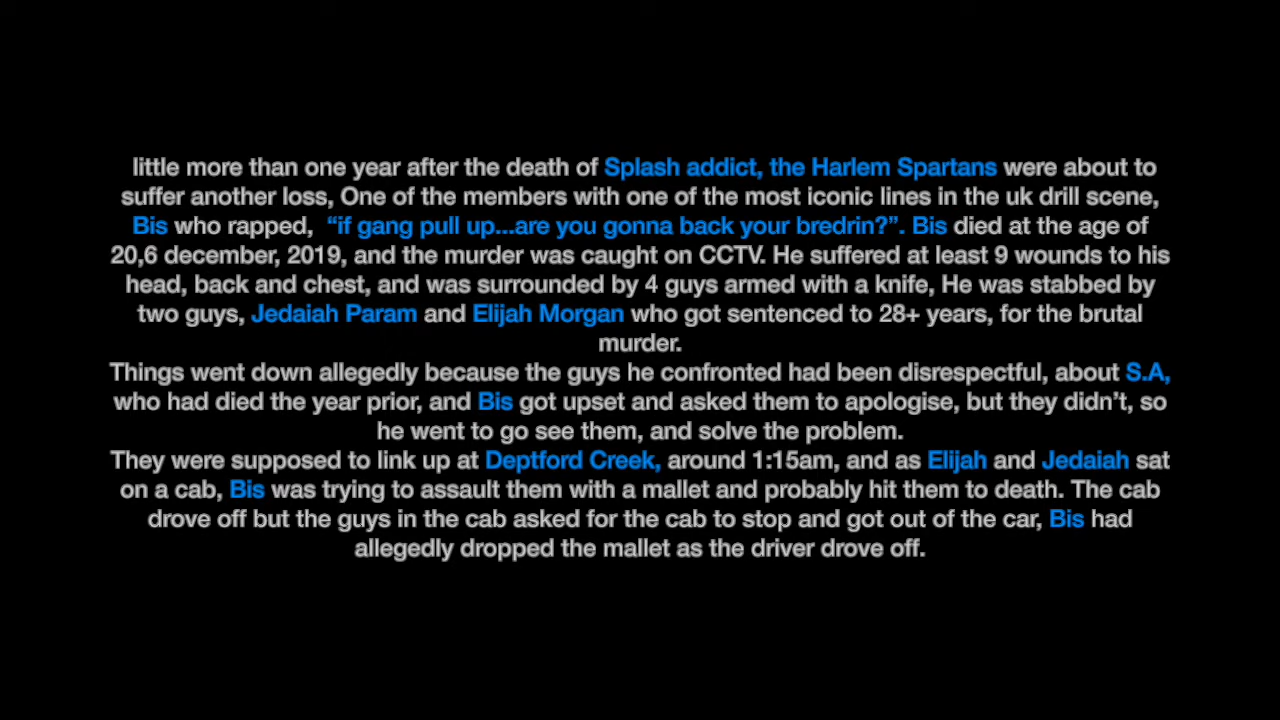 little more than one year after the death of Splash addict, the Harlem Spartans were about to
suffer another loss, One of the members with one of the most iconic lines in the uk drill scene,
Bis who rapped, “if gang pull up...are you gonna back your bredrin?”. Bis died at the age of
20,6 december, 2019, and the murder was caught on CCTV. He suffered at least 9 wounds to his
head, back and chest, and was surrounded by 4 guys armed with a knife, He was stabbed by
two guys, Jedaiah Param and Elijah Morgan who got sentenced to 28+ years, for the brutal
murder.
Things went down allegedly because the guys he confronted had been disrespectful, about S.A,
who had died the year prior, and Bis got upset and asked them to apologise, but they didn’t, so
he went to go see them, and solve the problem.
They were supposed to link up at Deptford Creek, around 1:15am, and as Elijah and Jedaiah sat
on a cab, Bis was trying to assault them with a mallet and probably hit them to death. The cab
drove off but the guys in the cab asked for the cab to stop and got out of the car, Bis had
allegedly dropped the mallet as the driver drove off.